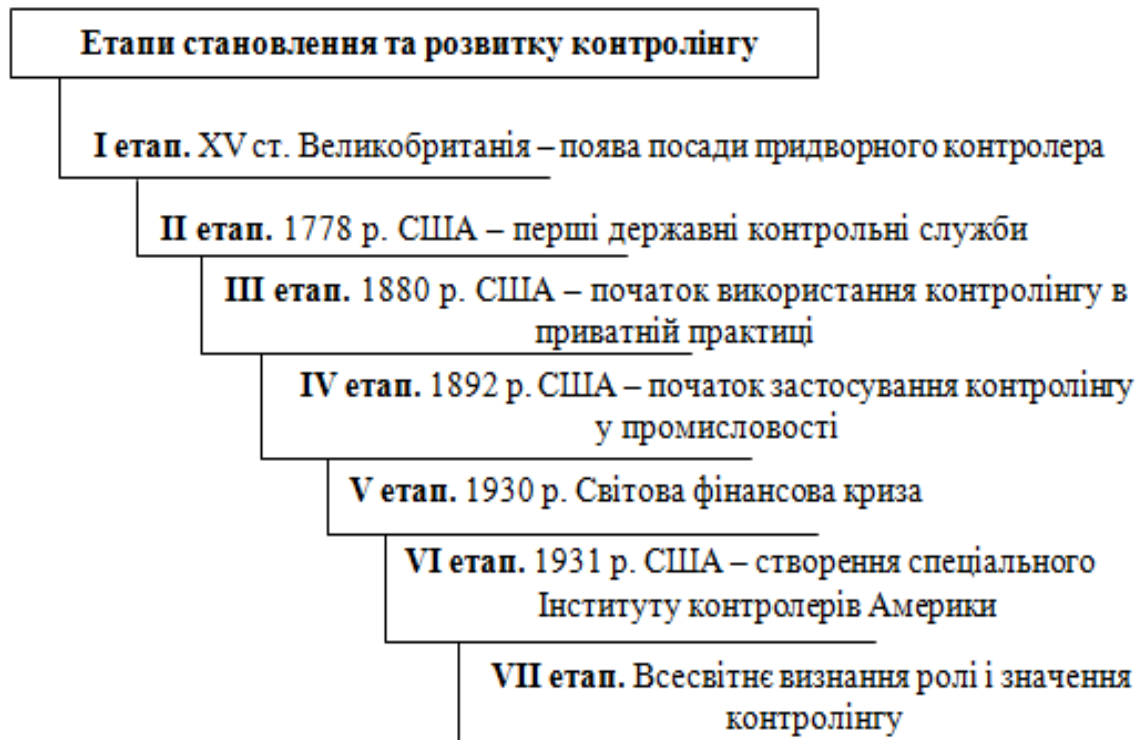 Етапи становлення та розвитку контролінгу
І етап. XV ст. Великобританія – поява посади придворного контролера
ІІ етап. 1778 р. США – перші державні контрольні служби
ІІІ етап. 1880 р. США – початок використання контролінгу в
приватній практиці
IV етап. 1892 р. США – початок застосування контролінгу
у промисловості
V етап. 1930 р. Світова фінансова криза
VI етап. 1931 р. США – створення спеціального
Інституту контролерів Америки
VII етап. Всесвітнє визнання ролі і значення
контролінгу